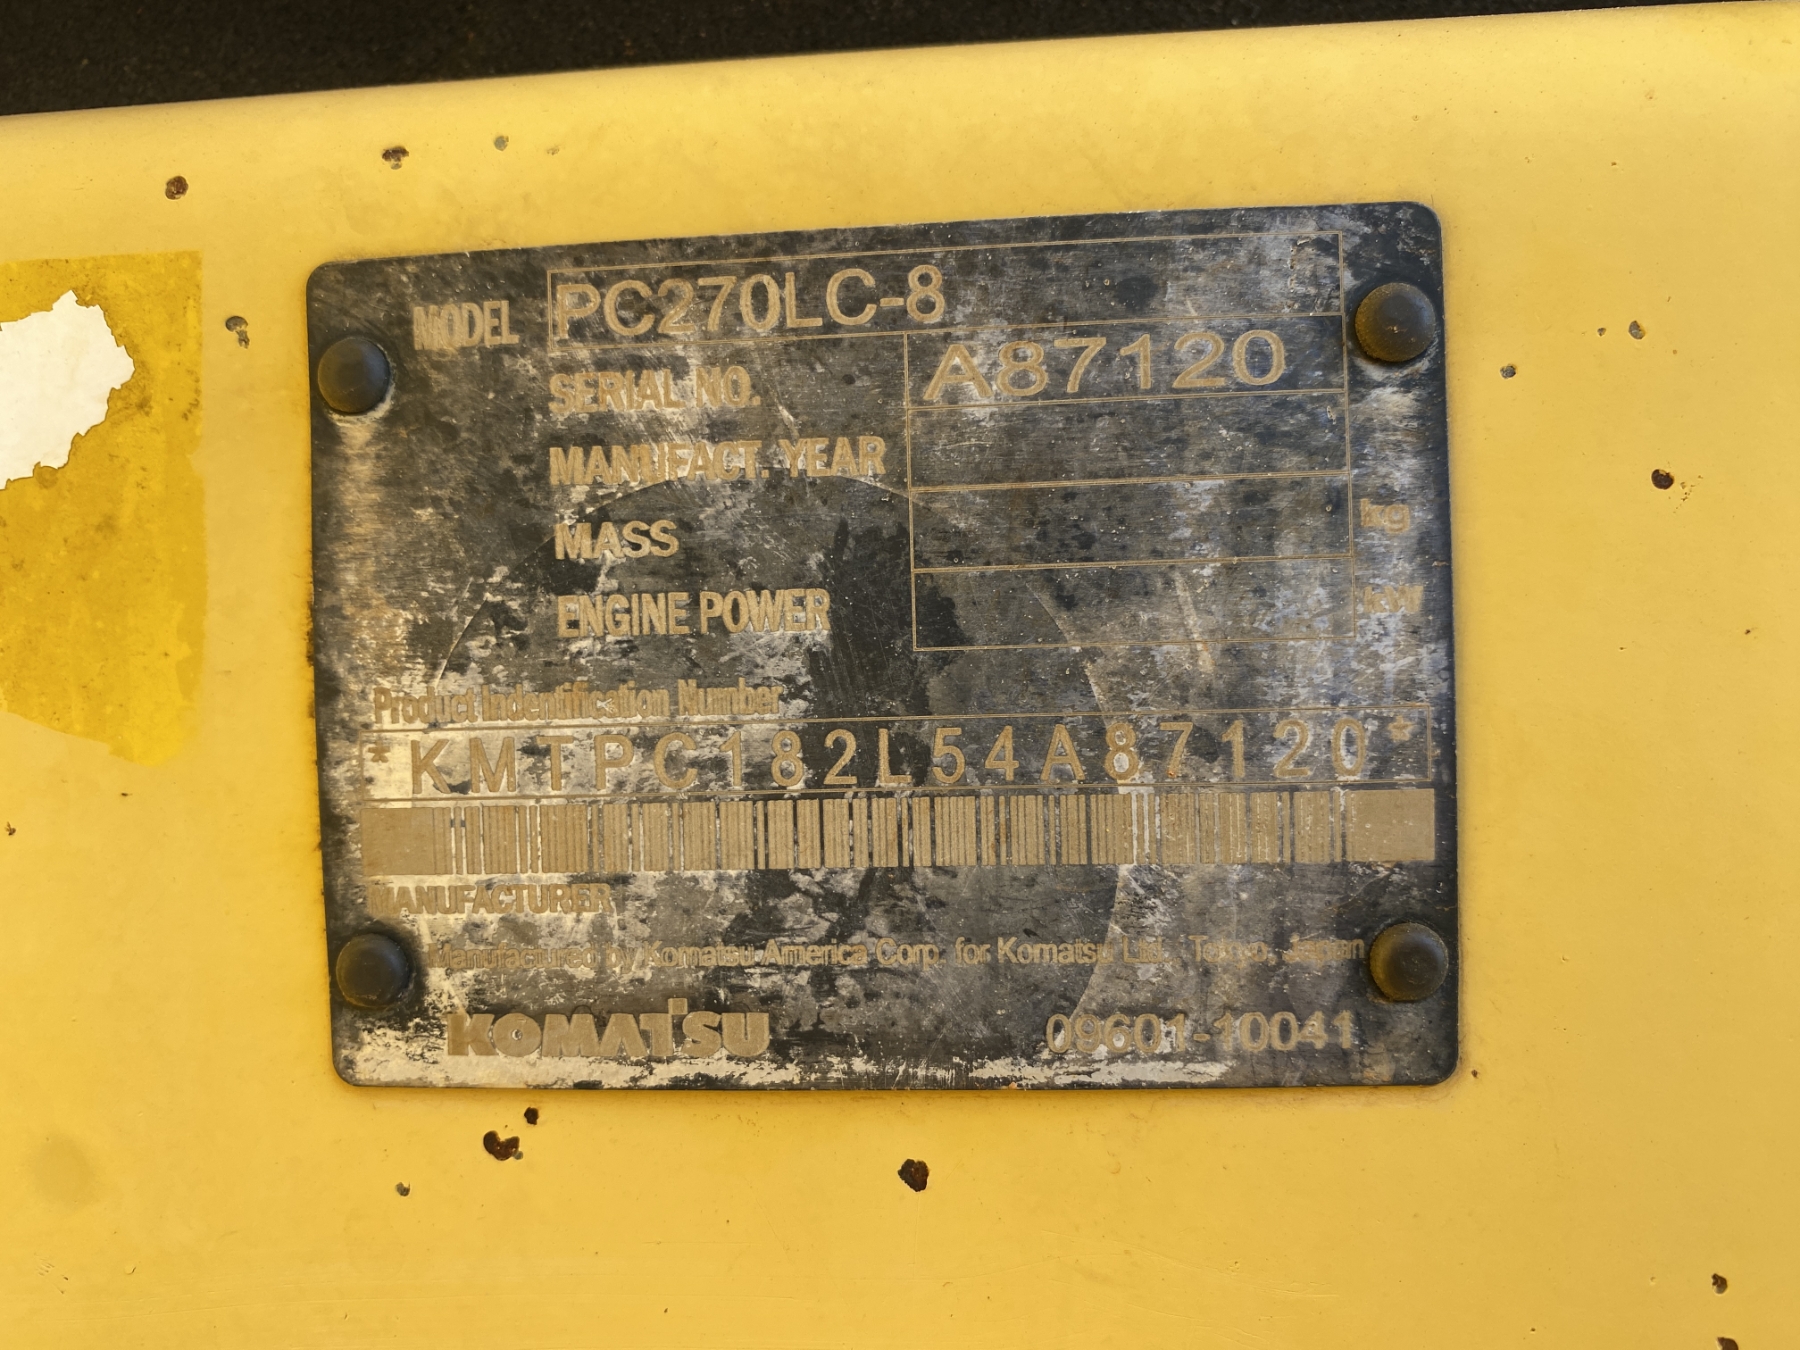 MODEL PC270LC-8
SERIAL NO. A87120
MANUFACT. YEAR
MASS kg
ENGINE POWER kW
Product Indentification Number
*KMTPC182L54A87120*
MANUFACTURER
Manufactured by Komatsu America Corp. for Komatsu Ltd., Tokyo, Japan
KOMATSU 09601-10041